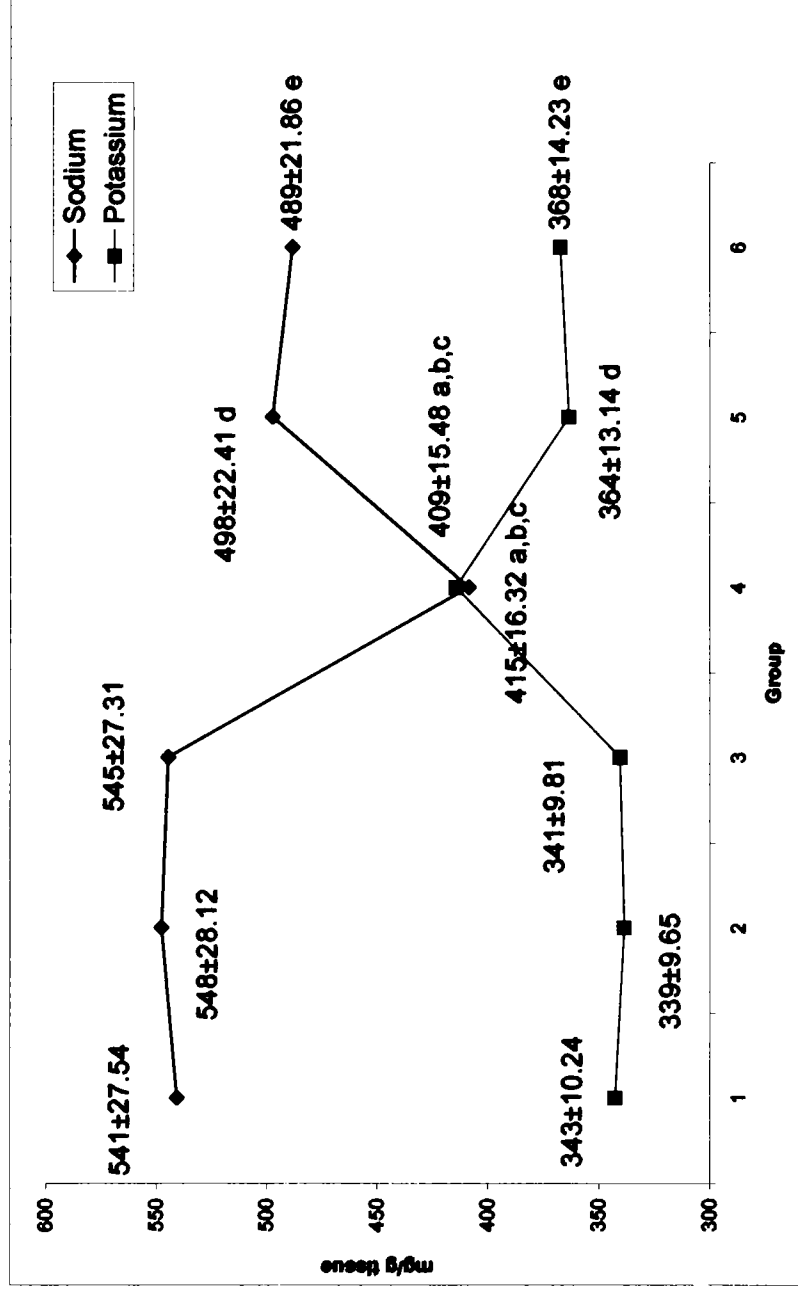 Sodium
Potassium
541±27.54
548±28.12
545±27.31
498±22.41 d
489±21.86 e
409±15.48 a,b,c
415±16.32 a,b,c
343±10.24
339±9.65
341±9.81
364±13.14 d
368±14.23 e
600
550
500
450
400
350
300
mg/g tissue
1
2
3
4
5
6
Group